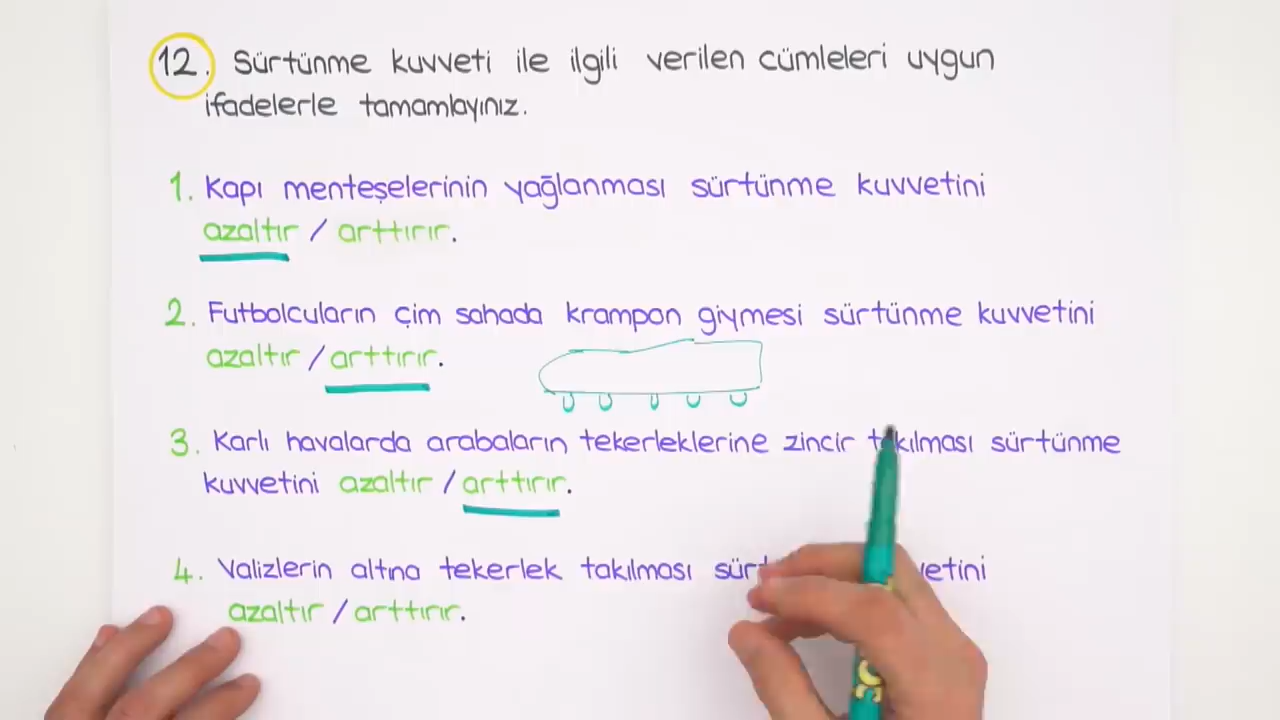 12. Sürtünme kuvveti ile ilgili verilen cümleleri uygun
ifadelerle tamamlayınız.
1. Kapı menteşelerinin yağlanması sürtünme kuvvetini
azaltır / arttırır.
2. Futbolcuların çim sahada krampon giymesi sürtünme kuvvetini
azaltır / arttırır.
3. Karlı havalarda arabaların tekerleklerine zincir takılması sürtünme
kuvvetini azaltır / arttırır.
4. Valizlerin altına tekerlek takılması
azaltır / arttırır.